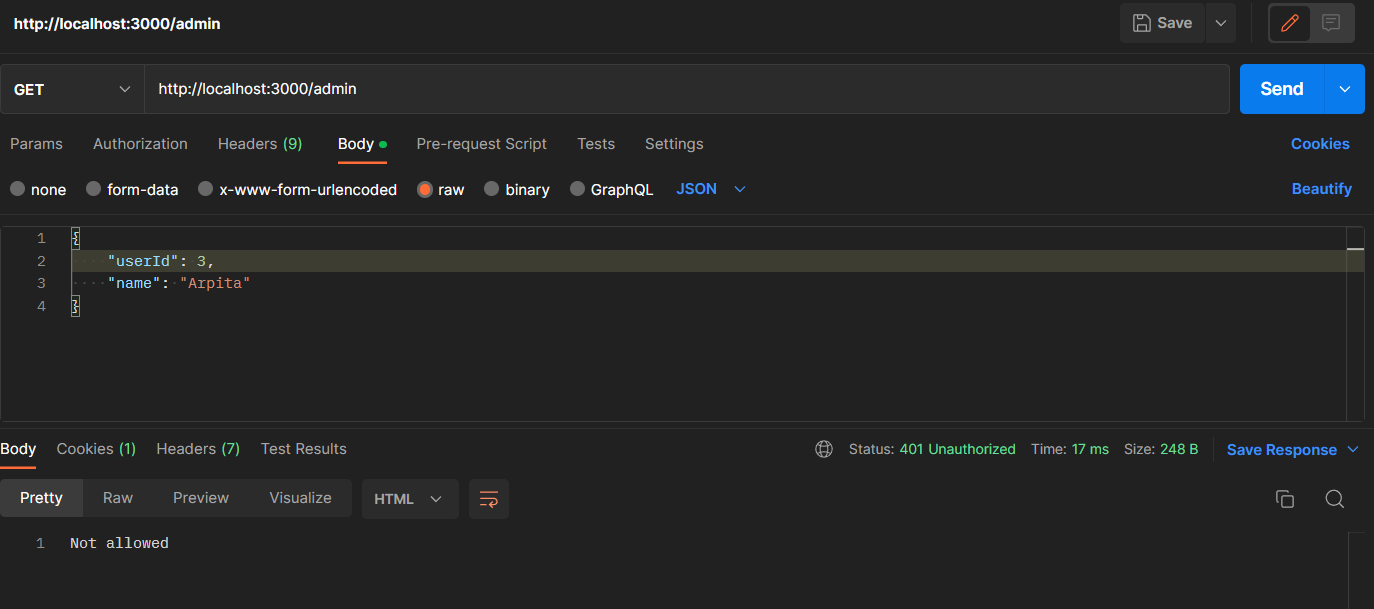 http://localhost:3000/admin
Save
GET
http://localhost:3000/admin
Send
Params Authorization Headers (9) Body Pre-request Script Tests Settings Cookies
none form-data x-www-form-urlencoded raw binary GraphQL JSON Beautify
1 {
2 "userId": 3,
3 "name": "Arpita"
4 }
Body Cookies (1) Headers (7) Test Results Status: 401 Unauthorized Time: 17 ms Size: 248 B Save Response
Pretty Raw Preview Visualize HTML
1 Not allowed